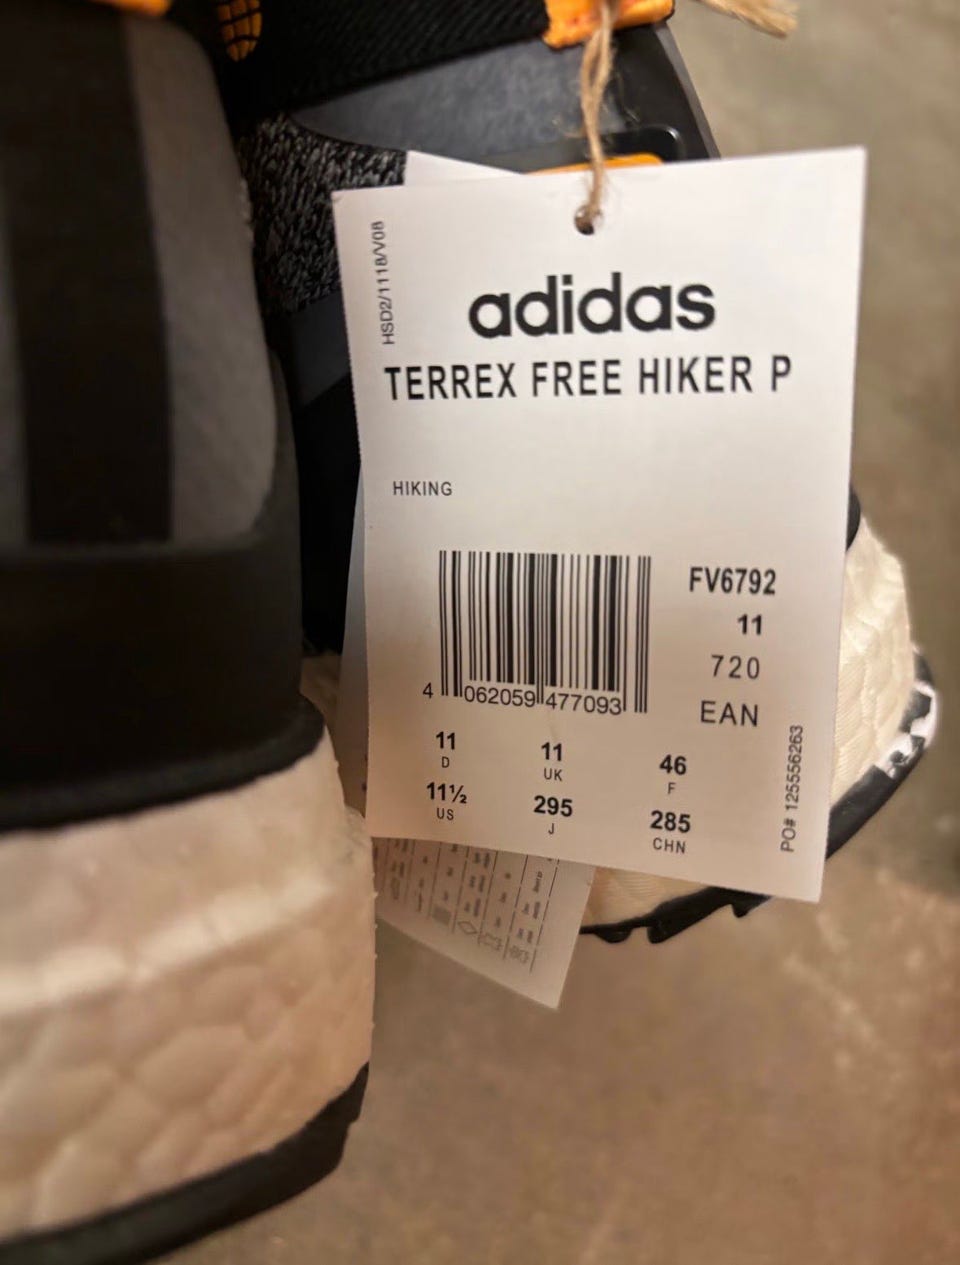 HSD2/1118/V08
adidas
TERREX FREE HIKER P
HIKING
FV6792
11
720
EAN
4 062059 477093
11 11 46
D UK F
11½ 295 285
US J CHN
PO# 125556263